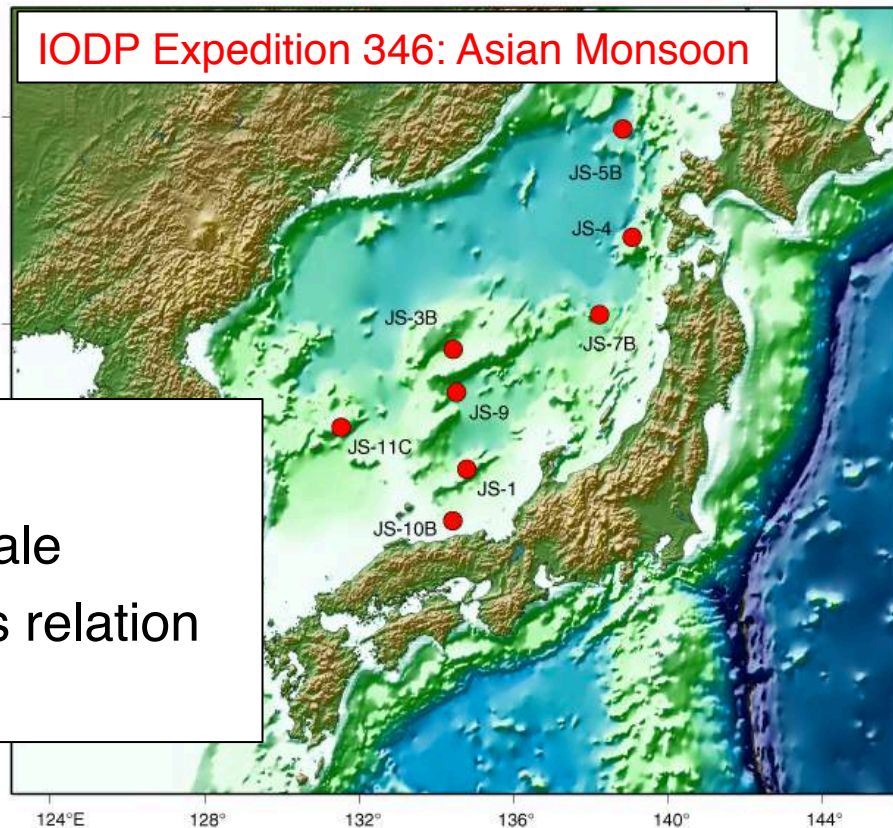 IODP Expedition 346: Asian Monsoon
JS-5B
JS-4
JS-3B
JS-7B
JS-9
JS-11C
JS-1
JS-10B
ale
s relation
124°E 128° 132° 136° 140° 144°